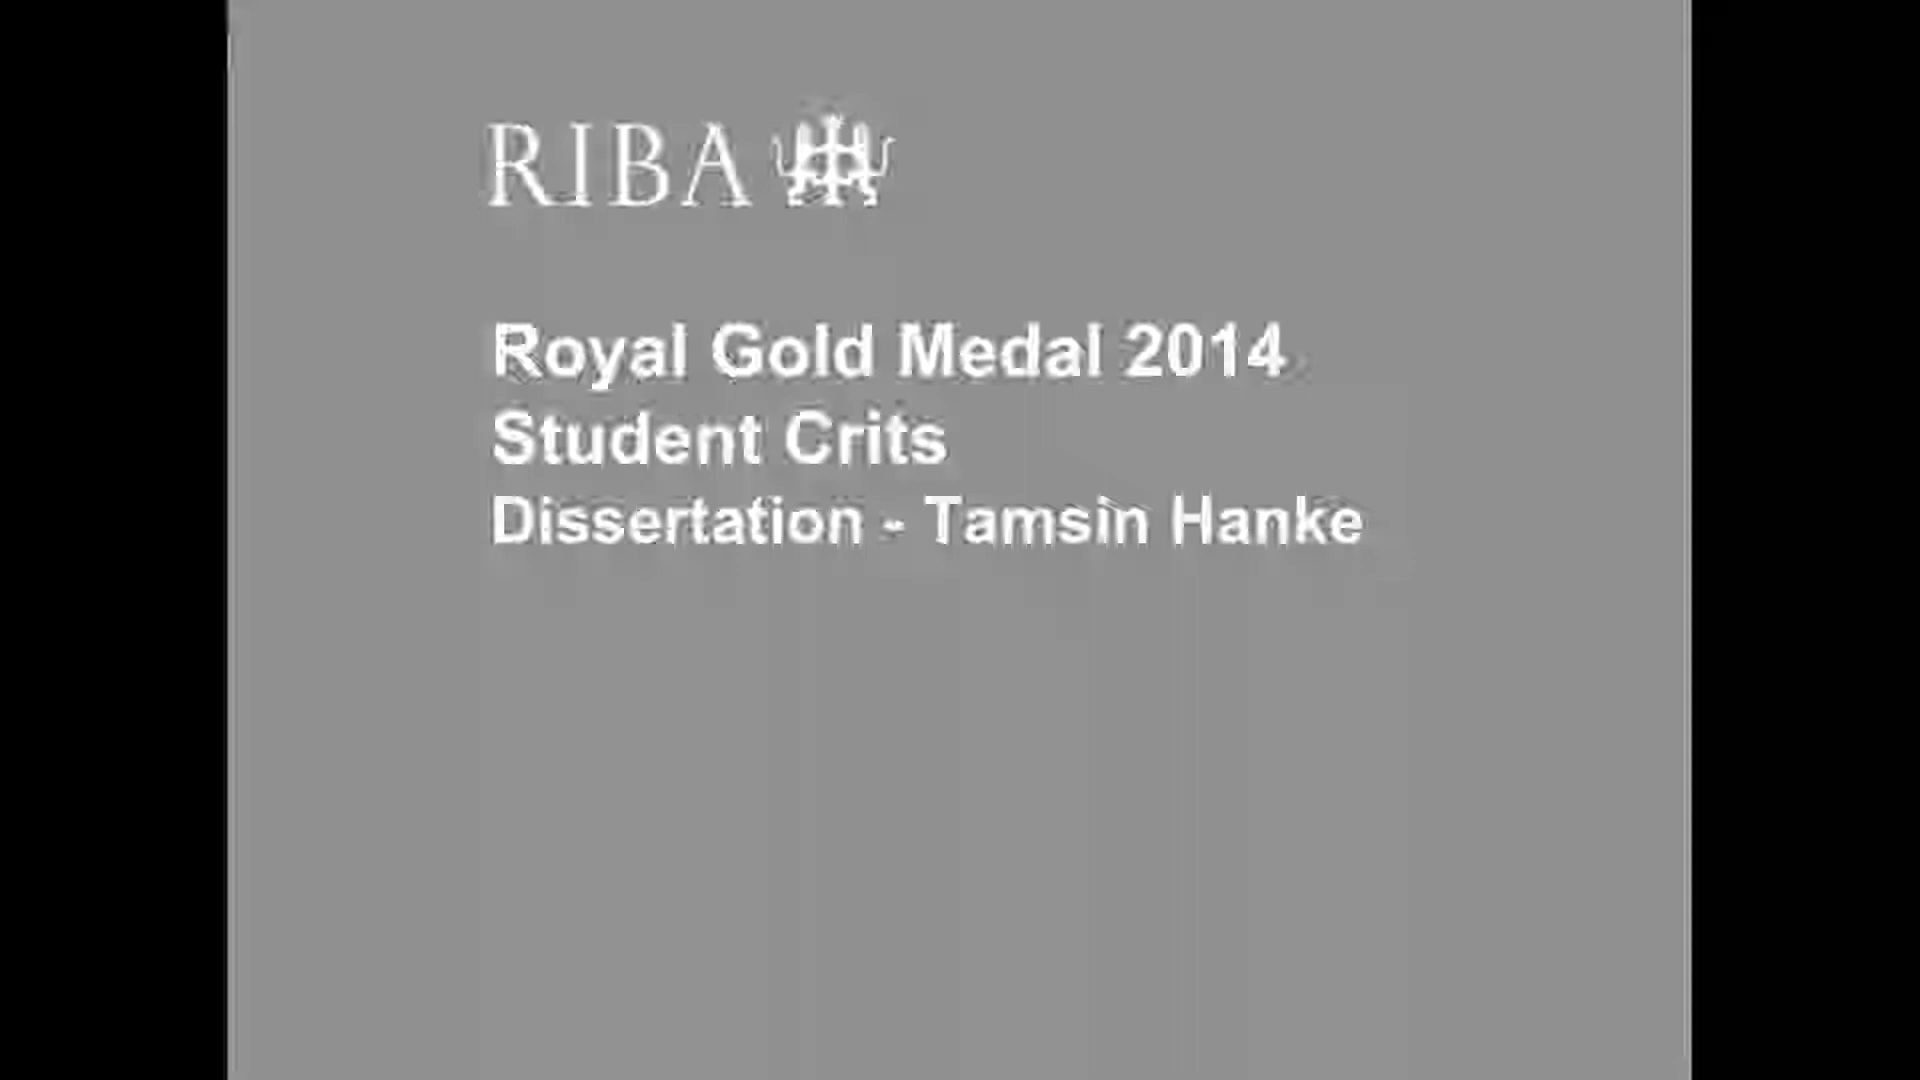 RIBA
Royal Gold Medal 2014
Student Crits
Dissertation - Tamsin Hanke